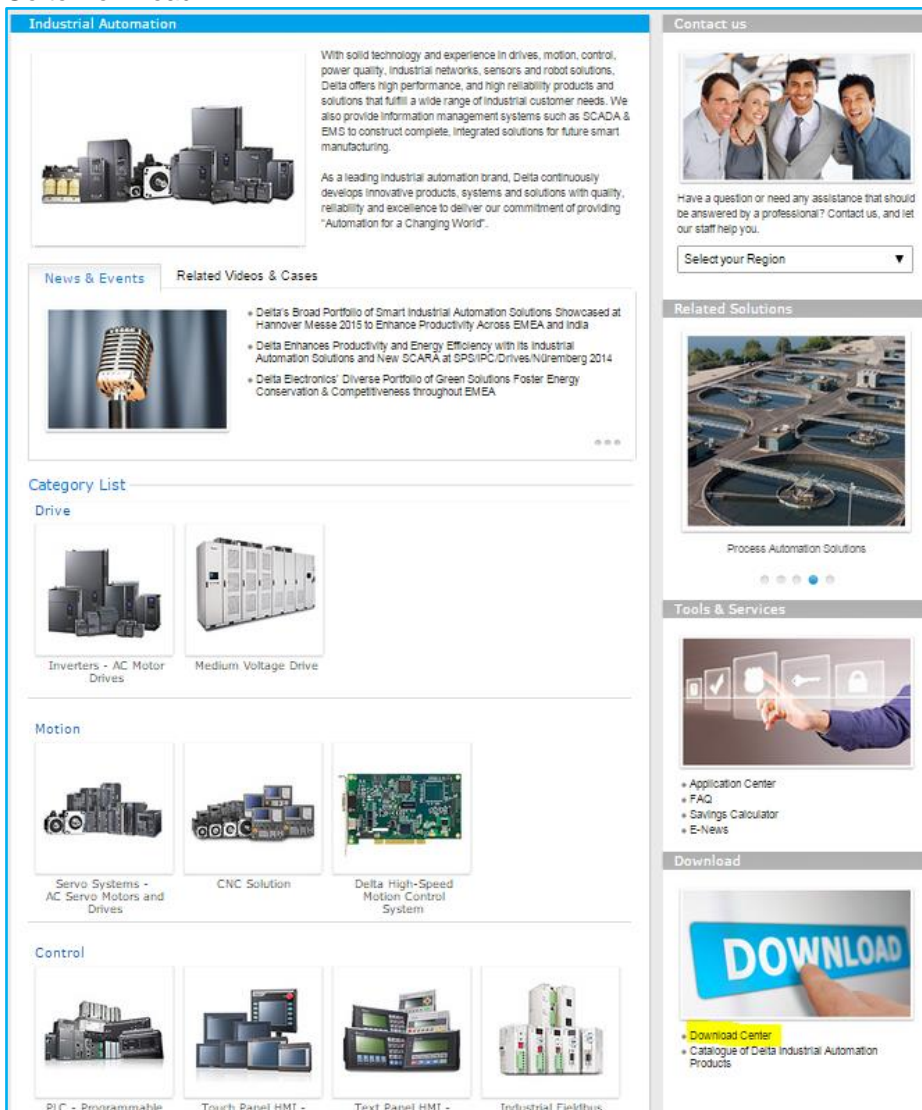 Industrial Automation
With solid technology and experience in drives, motion, control,
power quality, industrial networks, sensors and robot solutions,
Delta offers high performance, and high reliability products and
solutions that fulfill a wide range of industrial customer needs. We
also provide information management systems such as SCADA &
EMS to construct complete, integrated solutions for future smart
manufacturing.
As a leading industrial automation brand, Delta continuously
develops innovative products, systems and solutions with quality,
reliability and excellence to deliver our commitment of providing
"Automation for a Changing World".
News & Events
Related Videos & Cases
Delta's Broad Portfolio of Smart Industrial Automation Solutions Showcased at
Hannover Messe 2015 to Enhance Productivity Across EMEA and India
Delta Enhances Productivity and Energy Efficiency with its Industrial
Automation Solutions and New SCARA at SPS/IPC/Drives/Nüremberg 2014
Delta Electronics' Diverse Portfolio of Green Solutions Foster Energy
Conservation & Competitiveness throughout EMEA
Category List
Drive
Inverters - AC Motor
Drives
Medium Voltage Drive
Motion
Servo Systems -
AC Servo Motors and
Drives
CNC Solution
Delta High-Speed
Motion Control
System
Control
PLC - Programmable
Touch Panel HMI -
Text Panel HMI -
Industrial Fieldbus
Contact us
Have a question or need any assistance that should
be answered by a professional? Contact us, and let
our staff help you.
Select your Region
Related Solutions
Process Automation Solutions
Tools & Services
Application Center
FAQ
Savings Calculator
E-News
Download
DOWNLOAD
Download Center
Catalogue of Delta Industrial Automation
Products